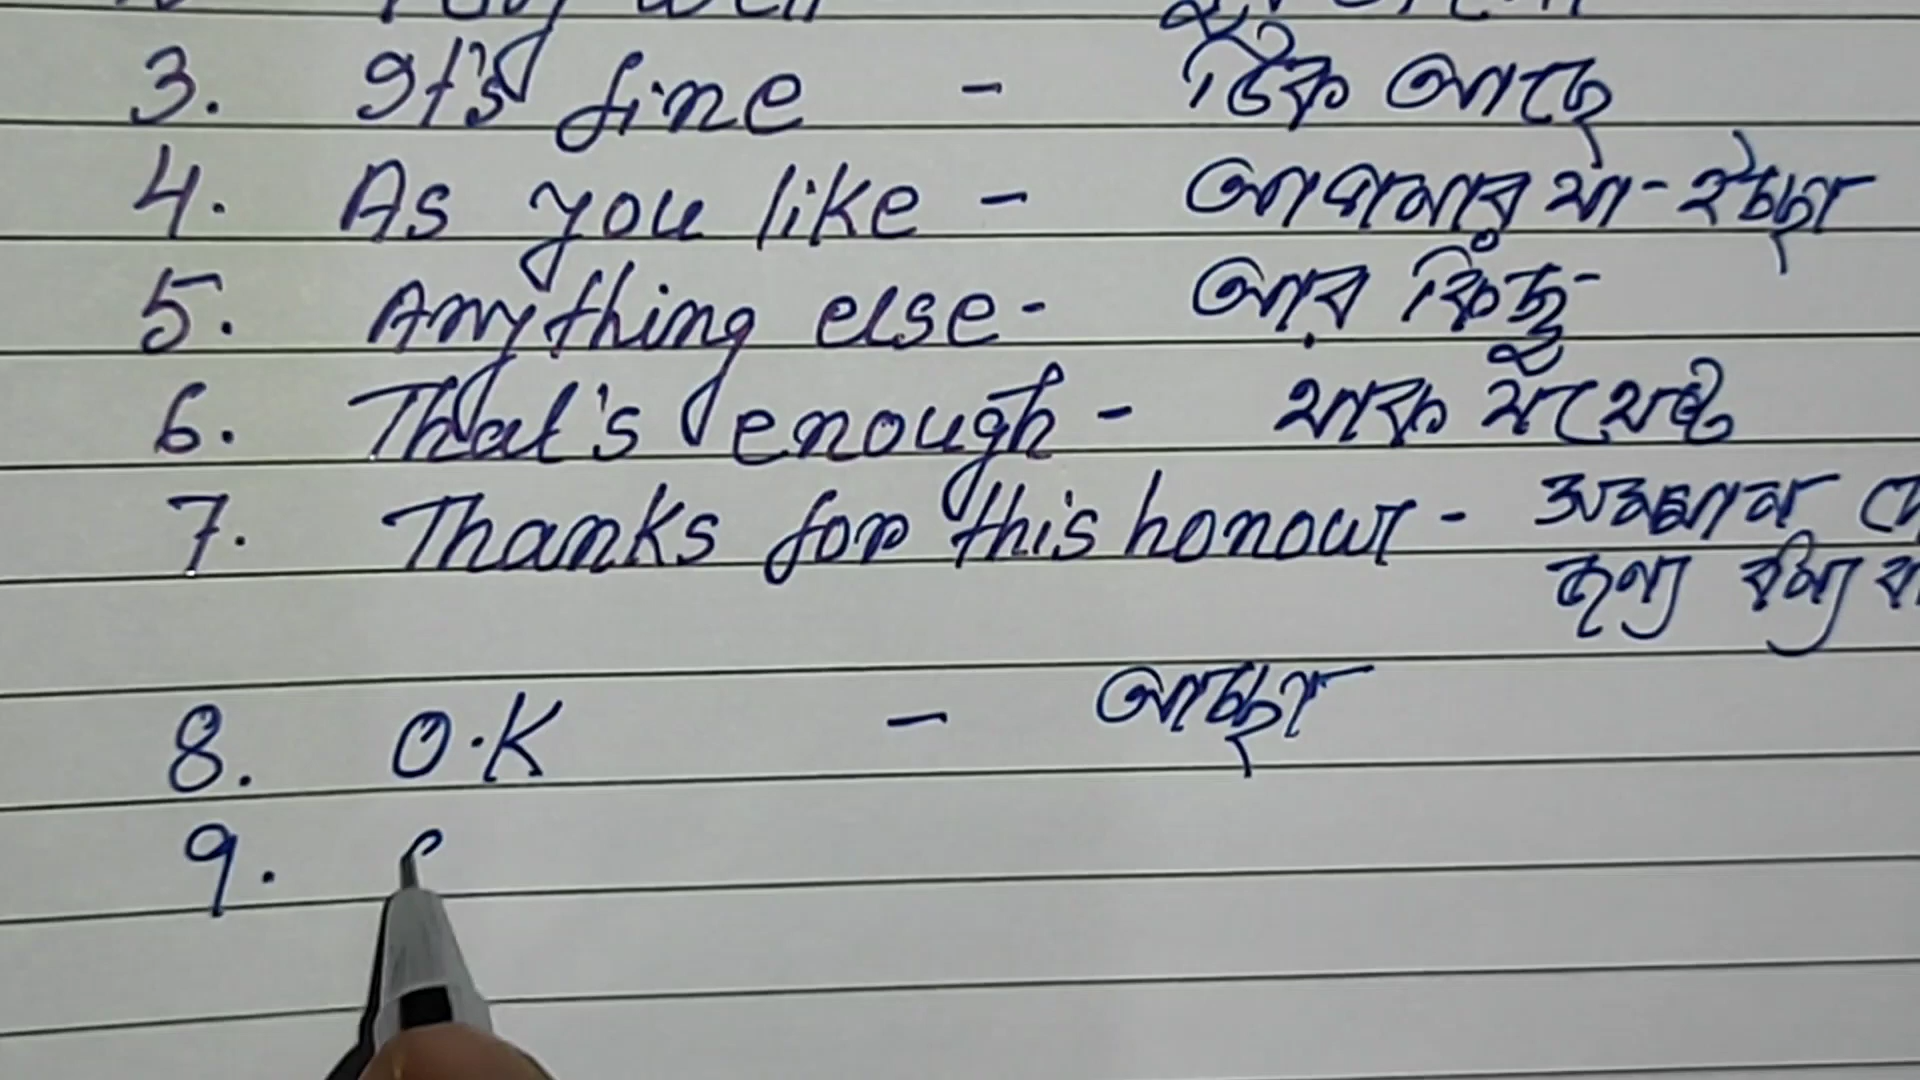 well
3. It's fine - ঠিক আছে
4. As you like - আপনার যা-ইচ্ছা
5. Anything else - আর কিছু
6. That's enough - থাক যথেষ্ট
7. Thanks for this honour - সম্মান
জন্য
8. O.K - আচ্ছা
9.